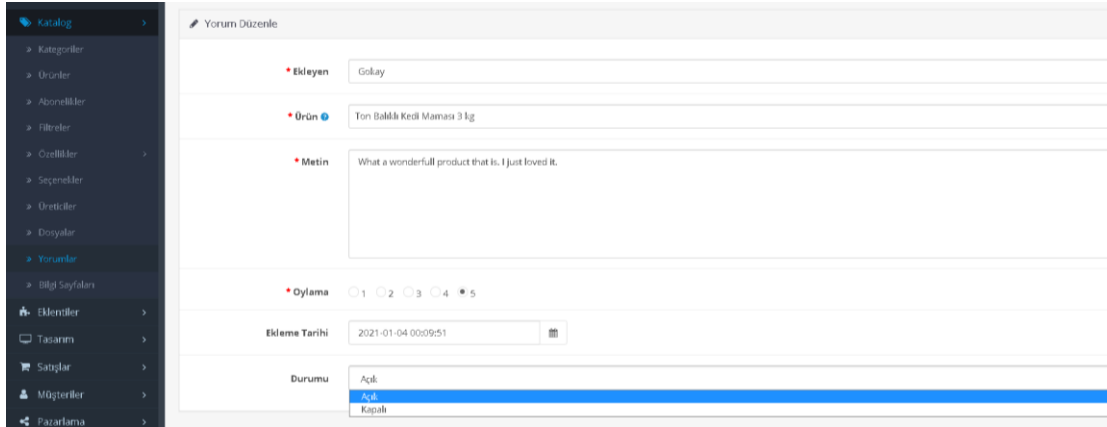 Katalog
Kategoriler
Ürünler
Abonelikler
Filtreler
Özellikler
Seçenekler
Üreticiler
Dosyalar
Yorumlar
Bilgi Sayfaları
Eklentiler
Tasarım
Satışlar
Müşteriler
Pazarlama
Yorum Düzenle
* Ekleyen Gokay
* Ürün Ton Balıklı Kedi Maması 3 kg
* Metin What a wonderfull product that is. I just loved it.
* Oylama 1 2 3 4 5
Ekleme Tarihi 2021-01-04 00:09:51
Durumu Açık
Açık
Kapalı